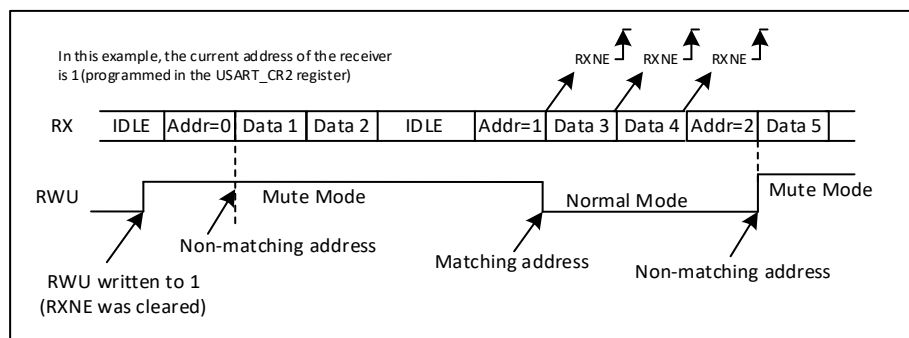 In this example, the current address of the receiver
is 1(programmed in the USART_CR2 register)
RXNE RXNE RXNE
RX IDLE Addr=0 Data 1 Data 2 IDLE Addr=1 Data 3 Data 4 Addr=2 Data 5
RWU Mute Mode Normal Mode Mute Mode
Non-matching address Matching address Non-matching address
RWU written to 1
(RXNE was cleared)